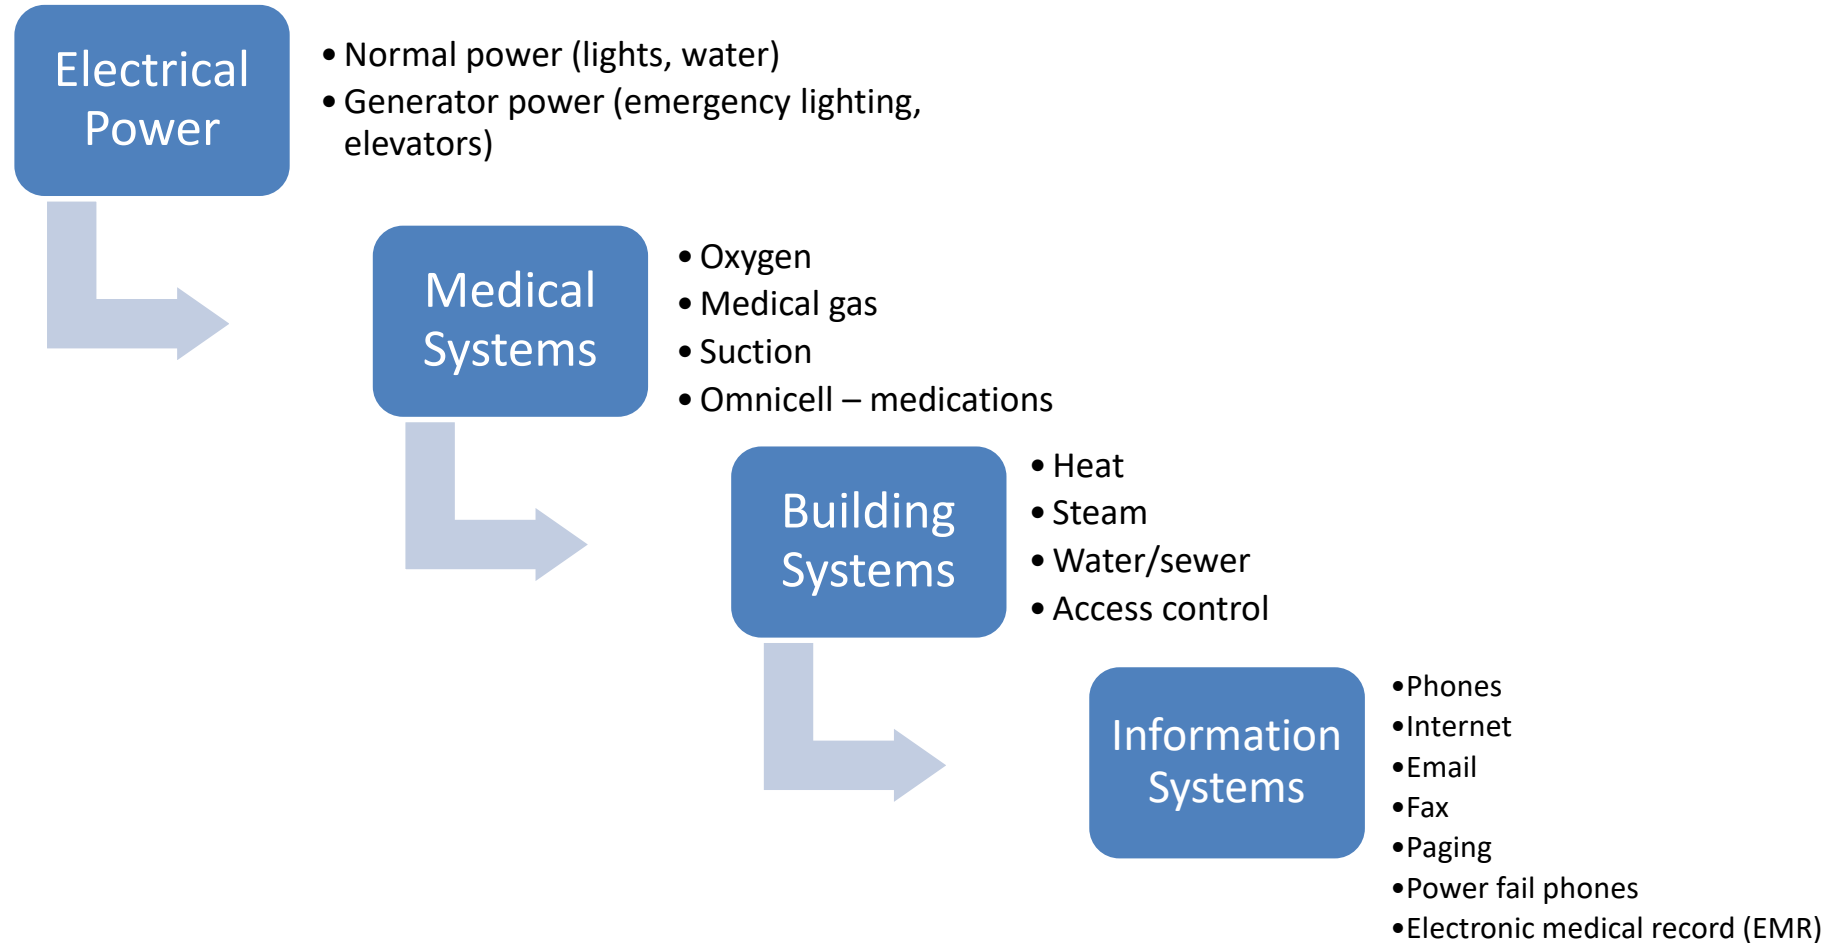 Electrical
Power
• Normal power (lights, water)
• Generator power (emergency lighting,
elevators)
Medical
Systems
• Oxygen
• Medical gas
• Suction
• Omnicell – medications
Building
Systems
• Heat
• Steam
• Water/sewer
• Access control
Information
Systems
•Phones
•Internet
•Email
•Fax
•Paging
•Power fail phones
•Electronic medical record (EMR)